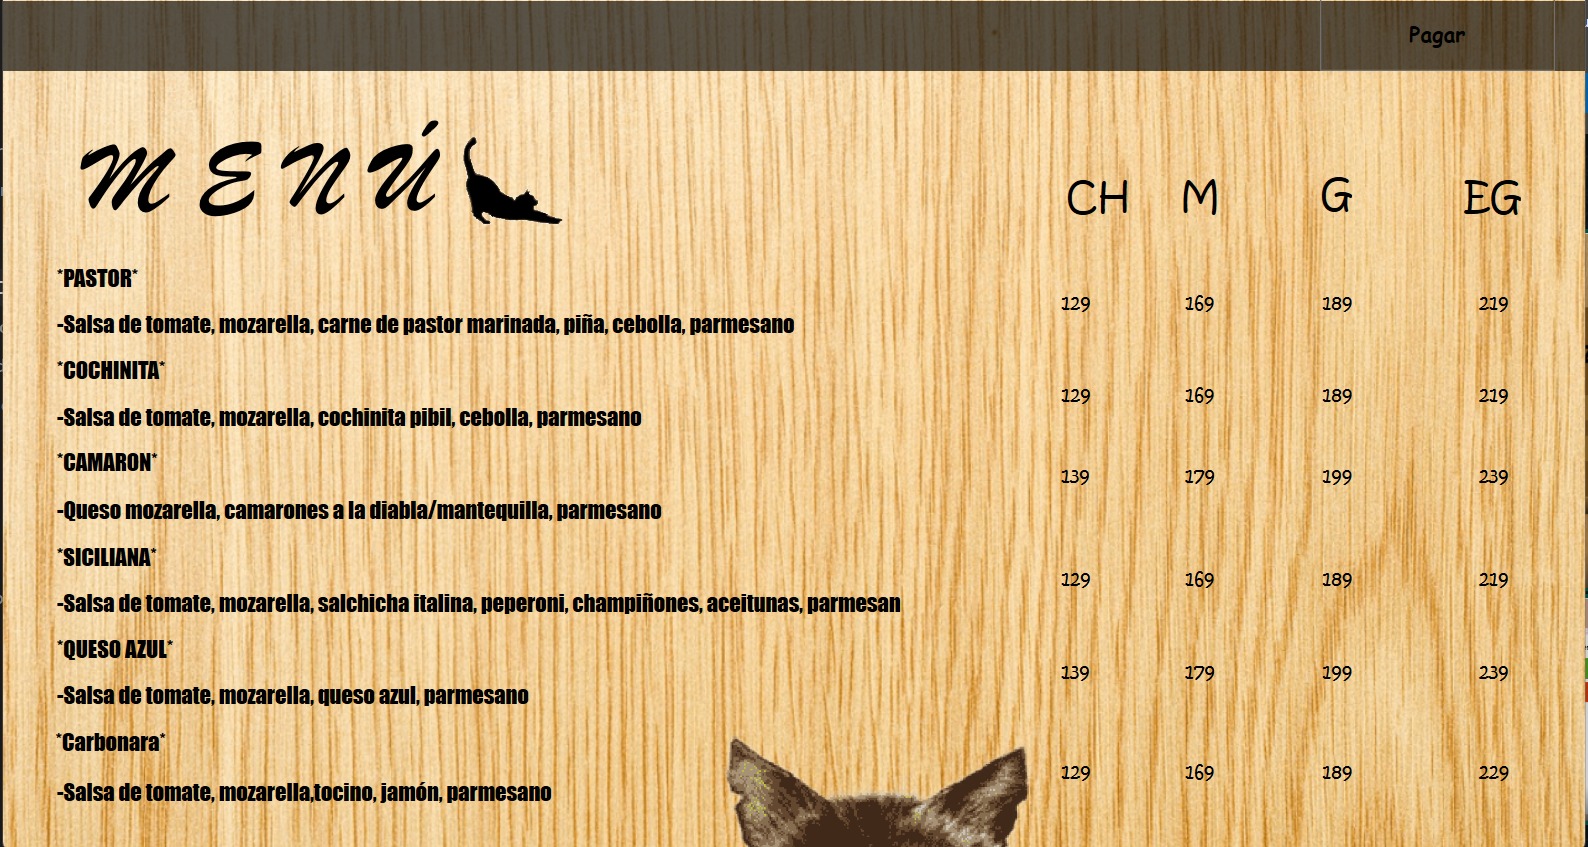 Pagar
MENÚ
CH M G EG
*PASTOR*
129 169 189 219
-Salsa de tomate, mozarella, carne de pastor marinada, piña, cebolla, parmesano
*COCHINITA*
129 169 189 219
-Salsa de tomate, mozarella, cochinita pibil, cebolla, parmesano
*CAMARON*
139 179 199 239
-Queso mozarella, camarones a la diabla/mantequilla, parmesano
*SICILIANA*
129 169 189 219
-Salsa de tomate, mozarella, salchicha italina, peperoni, champiñones, aceitunas, parmesan
*QUESO AZUL*
139 179 199 239
-Salsa de tomate, mozarella, queso azul, parmesano
*Carbonara*
129 169 189 229
-Salsa de tomate, mozarella,tocino, jamón, parmesano